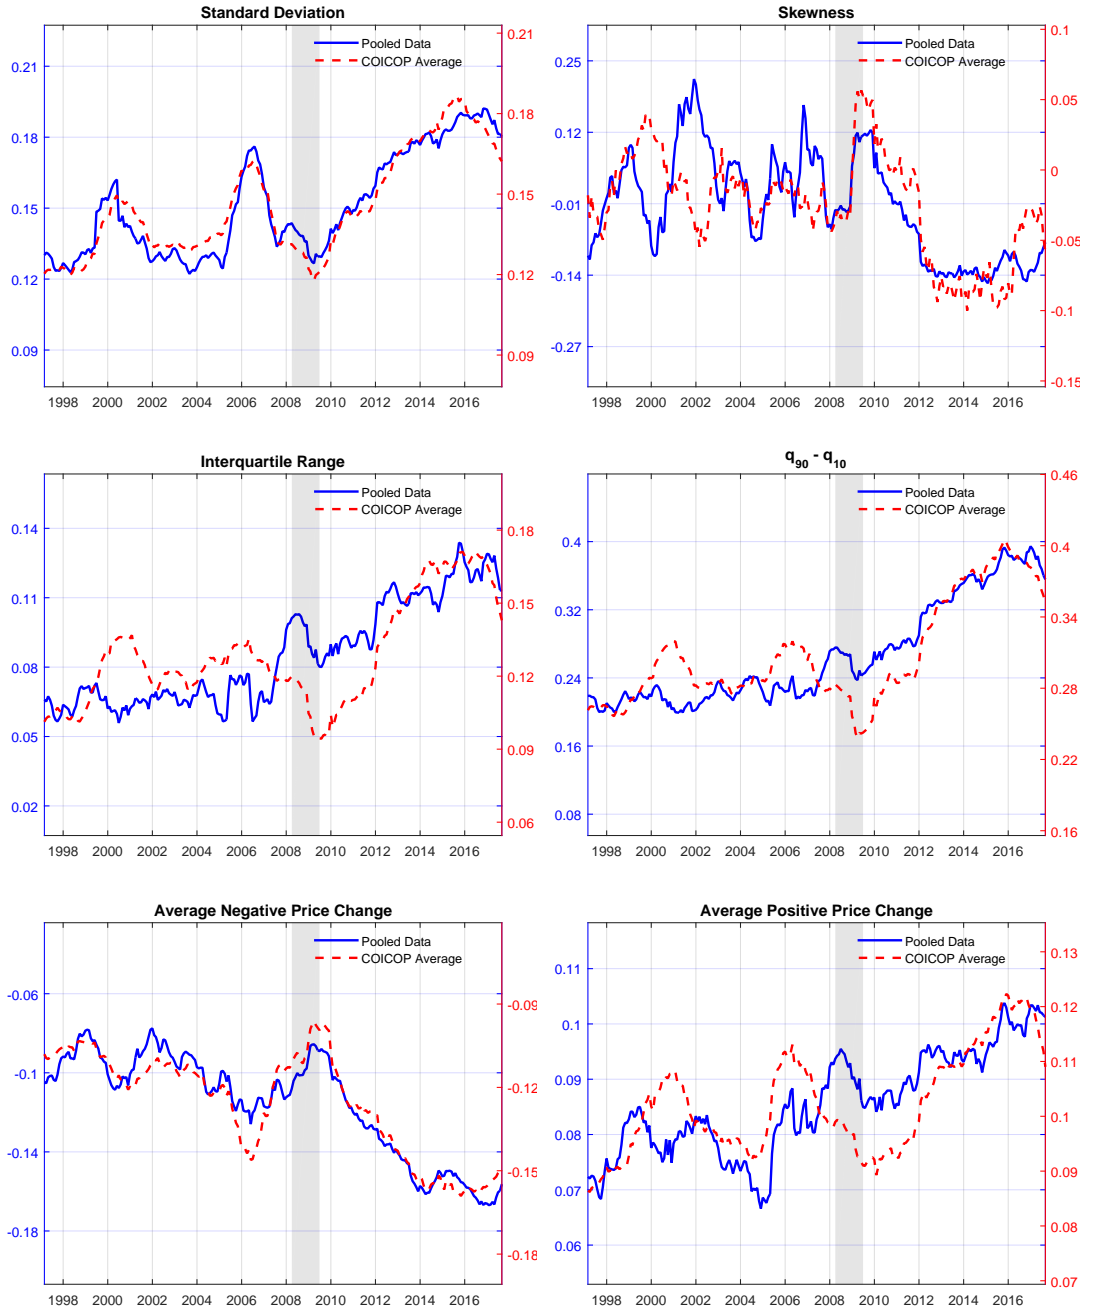 Standard Deviation
Pooled Data
COICOP Average
0.21
0.18
0.15
0.12
0.09
0.21
0.18
0.15
0.12
0.09
1998 2000 2002 2004 2006 2008 2010 2012 2014 2016
Skewness
Pooled Data
COICOP Average
0.25
0.12
-0.01
-0.14
-0.27
0.1
0.05
0
-0.05
-0.1
-0.15
1998 2000 2002 2004 2006 2008 2010 2012 2014 2016
Interquartile Range
Pooled Data
COICOP Average
0.14
0.11
0.08
0.05
0.02
0.18
0.15
0.12
0.09
0.06
1998 2000 2002 2004 2006 2008 2010 2012 2014 2016
q90 - q10
Pooled Data
COICOP Average
0.4
0.32
0.24
0.16
0.08
0.46
0.4
0.34
0.28
0.22
0.16
1998 2000 2002 2004 2006 2008 2010 2012 2014 2016
Average Negative Price Change
Pooled Data
COICOP Average
-0.06
-0.1
-0.14
-0.18
-0.09
-0.12
-0.15
-0.18
1998 2000 2002 2004 2006 2008 2010 2012 2014 2016
Average Positive Price Change
Pooled Data
COICOP Average
0.11
0.1
0.09
0.08
0.07
0.06
0.13
0.12
0.11
0.1
0.09
0.08
0.07
1998 2000 2002 2004 2006 2008 2010 2012 2014 2016